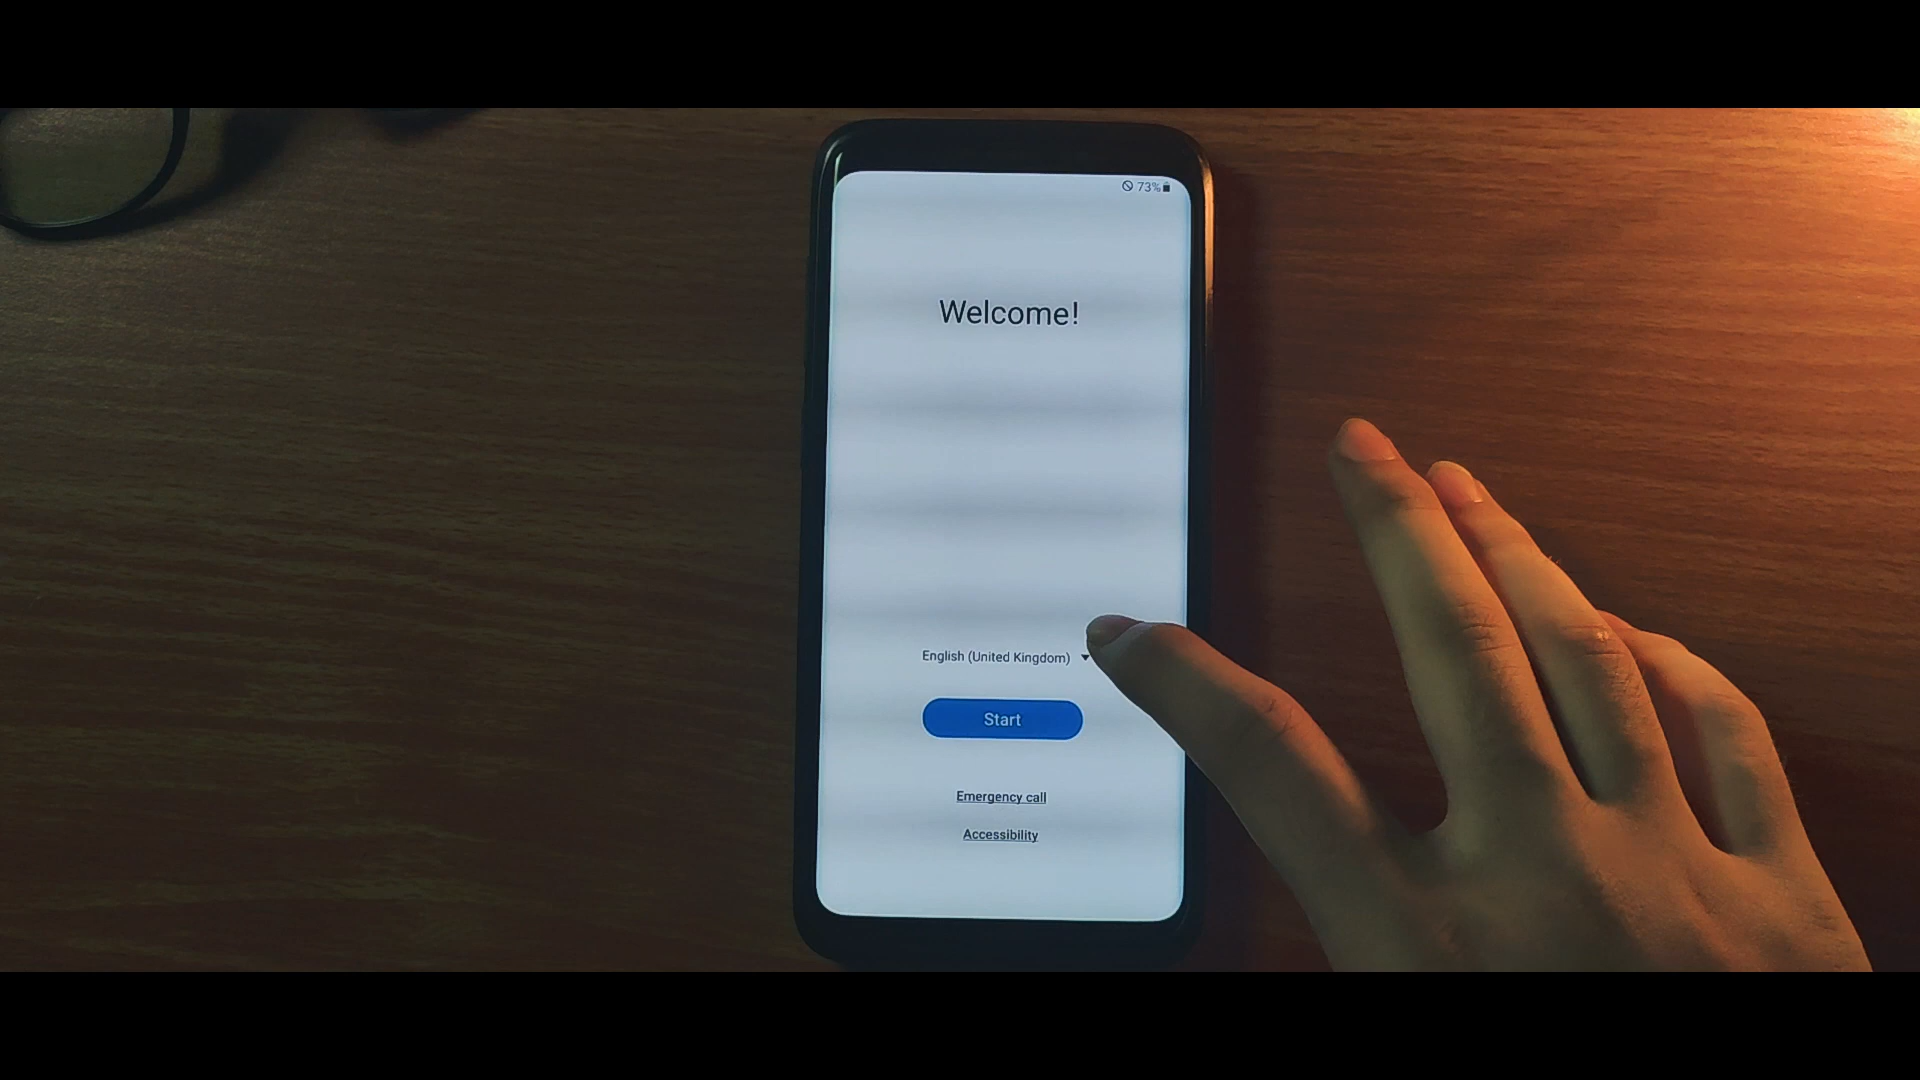 73%
Welcome!
English (United Kingdom)
Start
Emergency call
Accessibility